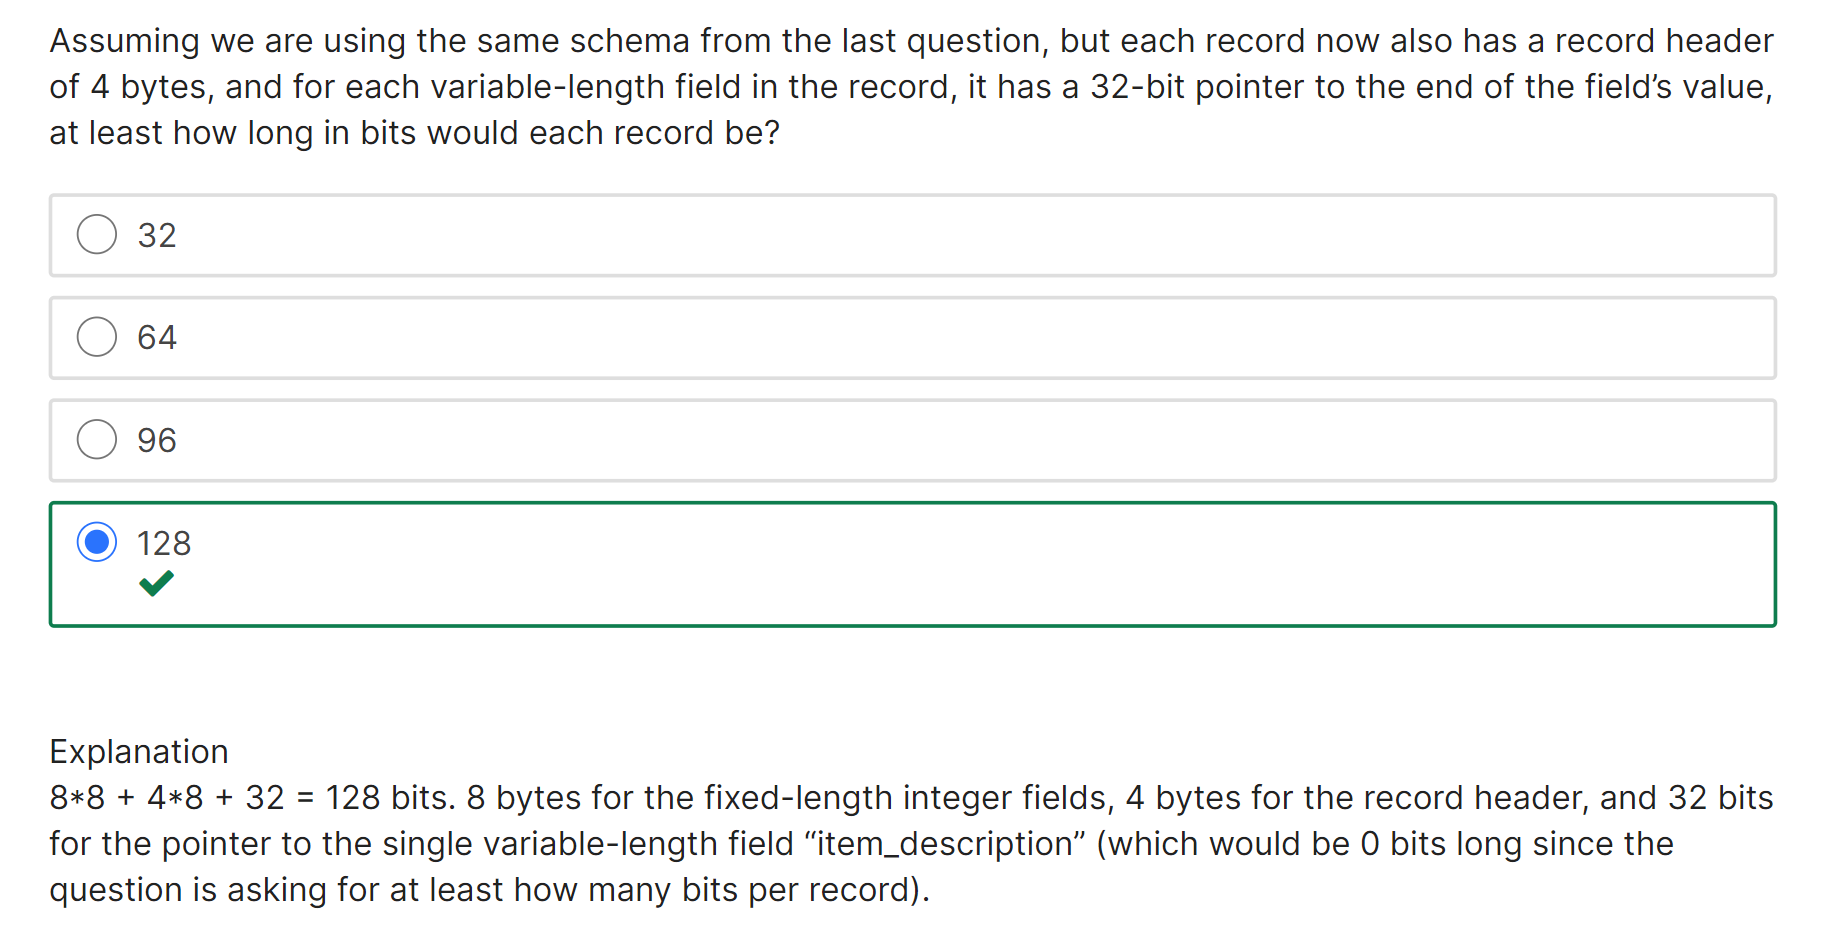 Assuming we are using the same schema from the last question, but each record now also has a record header
of 4 bytes, and for each variable-length field in the record, it has a 32-bit pointer to the end of the field’s value,
at least how long in bits would each record be?
32
64
96
128
Explanation
8*8 + 4*8 + 32 = 128 bits. 8 bytes for the fixed-length integer fields, 4 bytes for the record header, and 32 bits
for the pointer to the single variable-length field “item_description” (which would be 0 bits long since the
question is asking for at least how many bits per record).